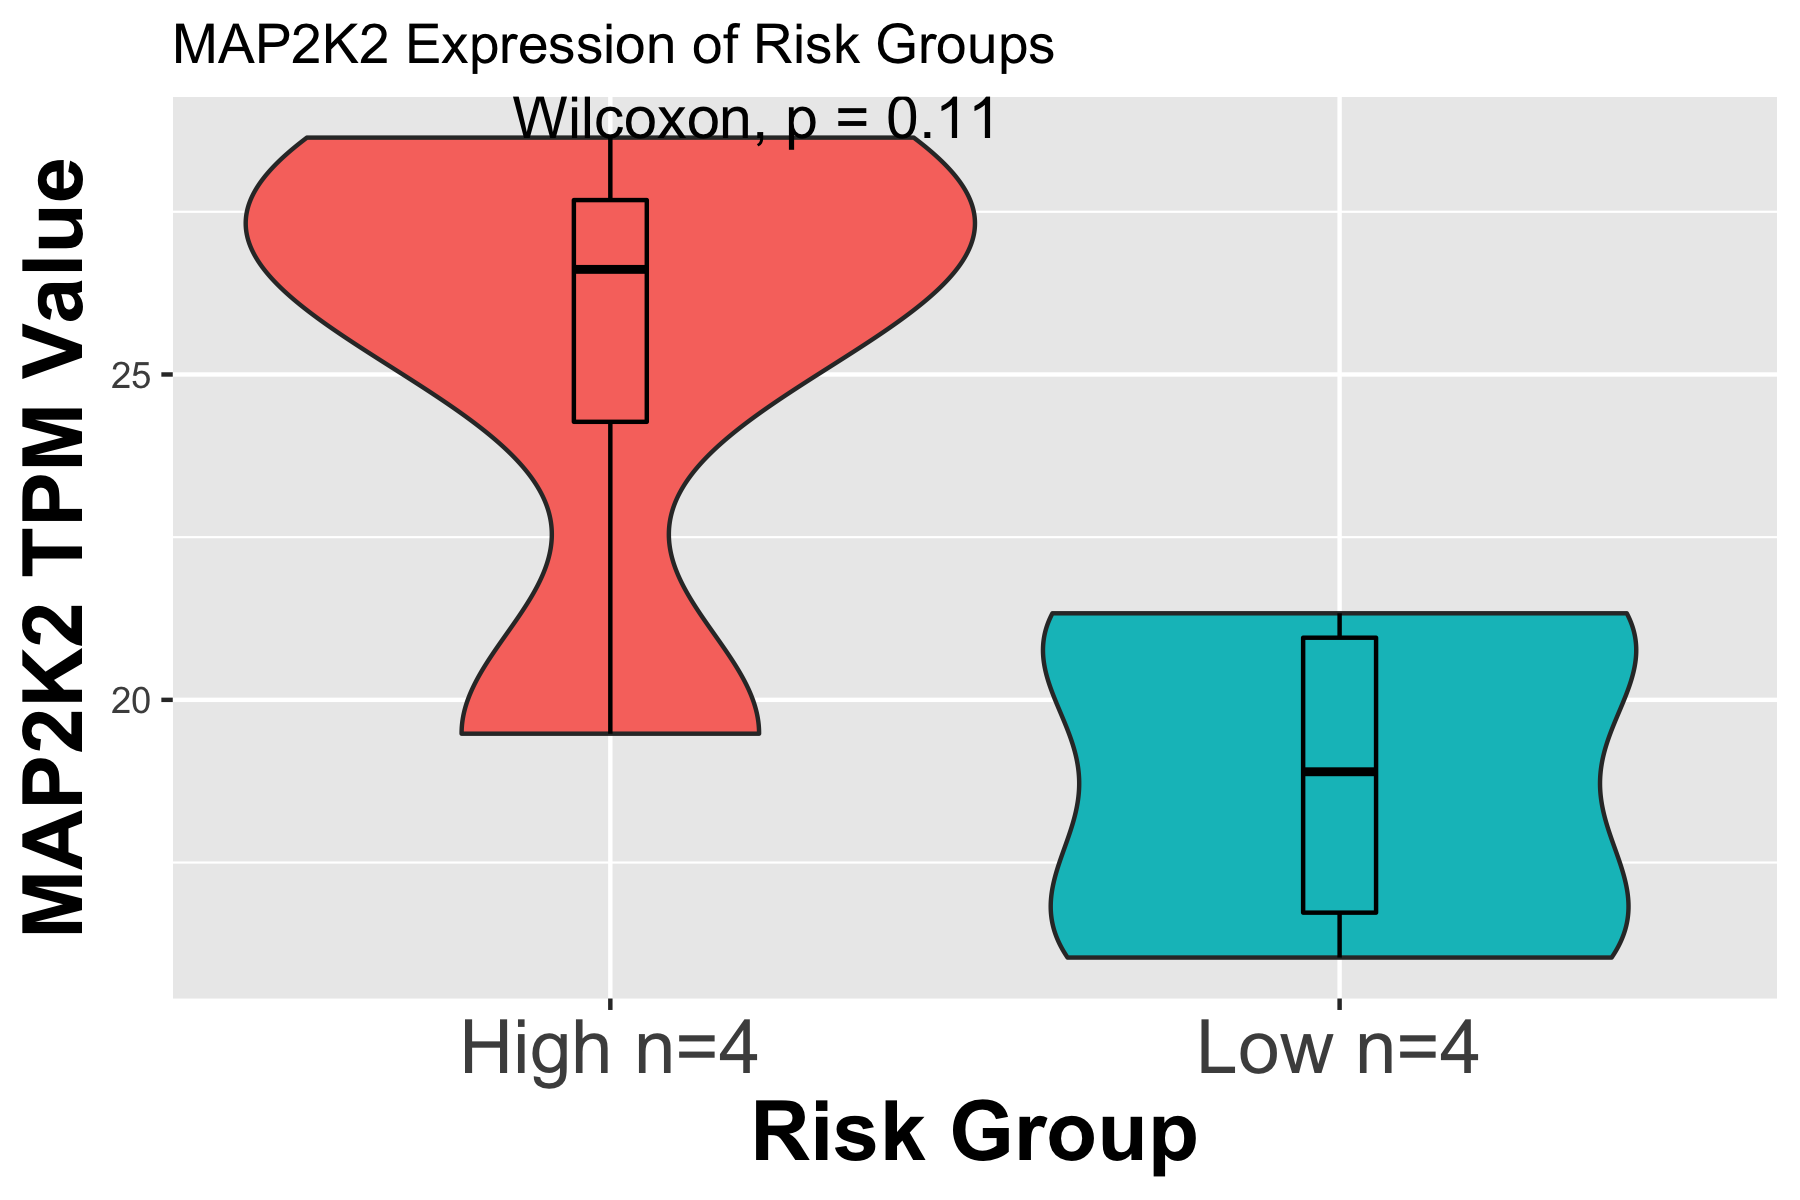 MAP2K2 Expression of Risk Groups
Wilcoxon, p = 0.11
MAP2K2 TPM Value
25
20
High n=4
Low n=4
Risk Group